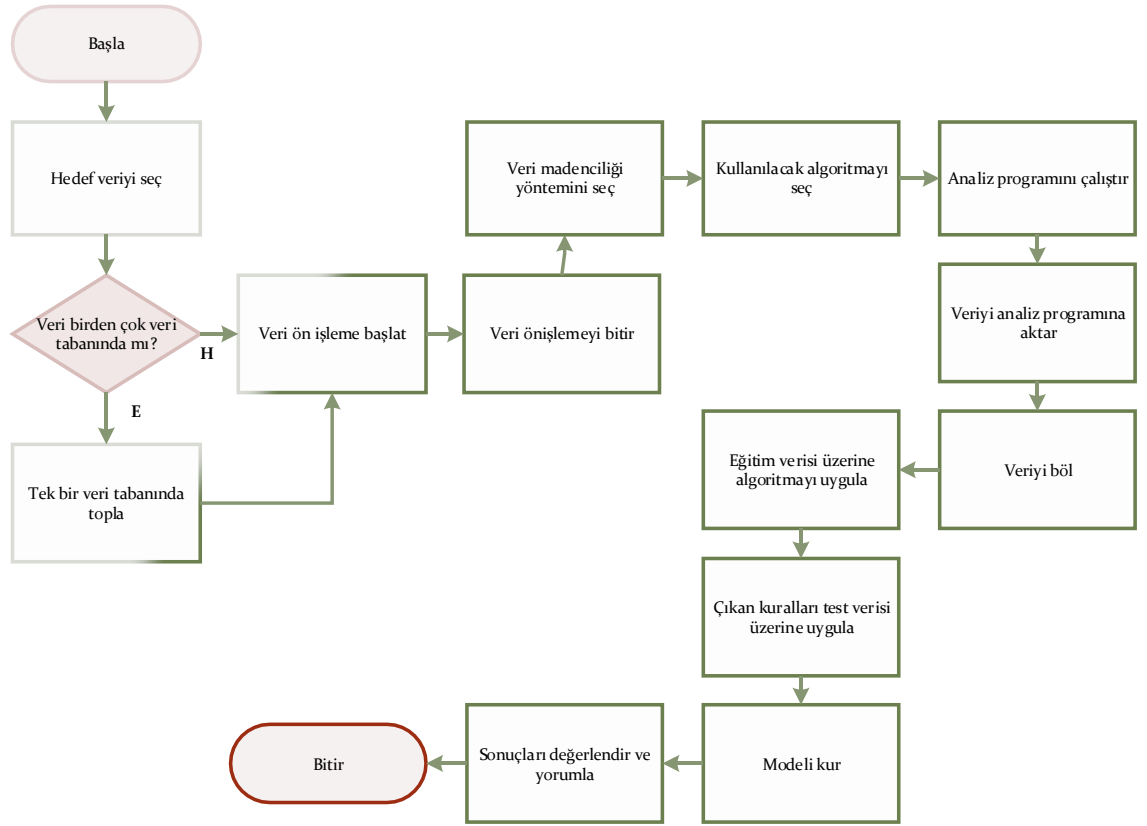 Başla
Hedef veriyi seç
Veri birden çok veri
tabanında mı?
H
E
Tek bir veri tabanında
topla
Veri ön işleme başlat
Veri önişlemeyi bitir
Veri madenciliği
yöntemini seç
Kullanılacak algoritmayı
seç
Analiz programını çalıştır
Veriyi analiz programına
aktar
Veriyi böl
Eğitim verisi üzerine
algoritmayı uygula
Çıkan kuralları test verisi
üzerine uygula
Modeli kur
Sonuçları değerlendir ve
yorumla
Bitir